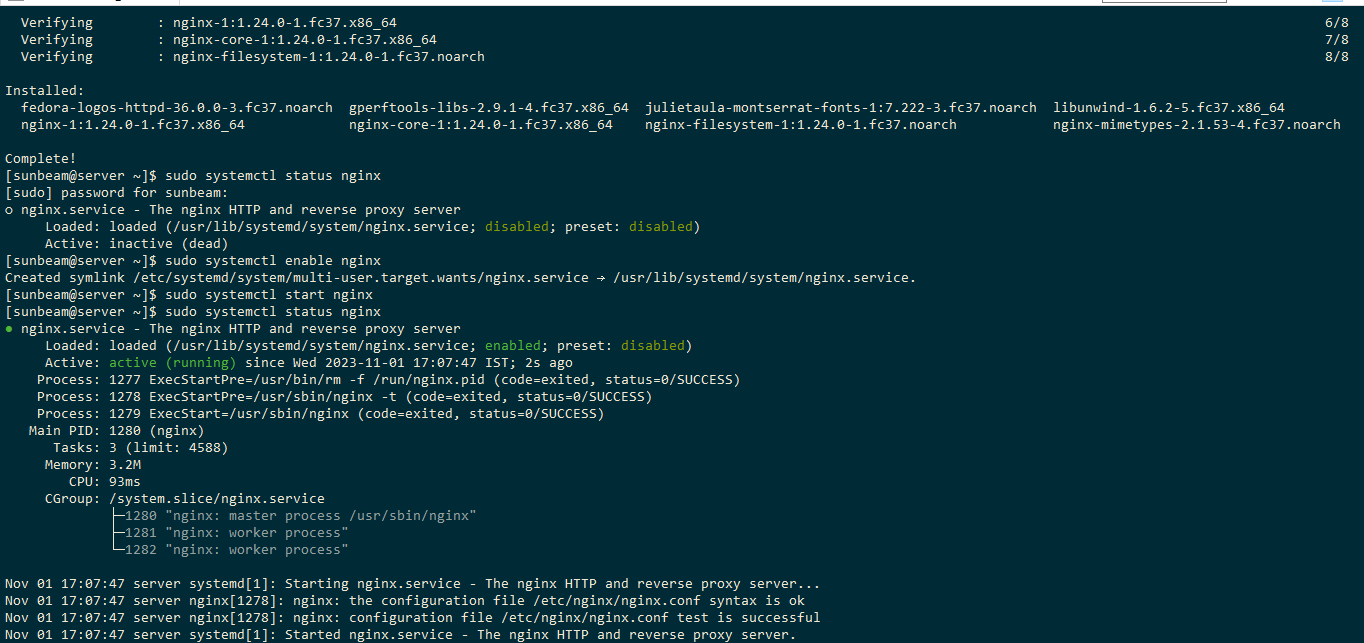 Verifying        : nginx-1:1.24.0-1.fc37.x86_64                    6/8
Verifying        : nginx-core-1:1.24.0-1.fc37.x86_64               7/8
Verifying        : nginx-filesystem-1:1.24.0-1.fc37.noarch         8/8
Installed:
fedora-logos-httpd-36.0.0-3.fc37.noarch  gperftools-libs-2.9.1-4.fc37.x86_64  julietaula-montserrat-fonts-1:7.222-3.fc37.noarch  libunwind-1.6.2-5.fc37.x86_64
nginx-1:1.24.0-1.fc37.x86_64             nginx-core-1:1.24.0-1.fc37.x86_64    nginx-filesystem-1:1.24.0-1.fc37.noarch            nginx-mimetypes-2.1.53-4.fc37.noarch
Complete!
[sunbeam@server ~]$ sudo systemctl status nginx
[sudo] password for sunbeam:
○ nginx.service - The nginx HTTP and reverse proxy server
     Loaded: loaded (/usr/lib/systemd/system/nginx.service; disabled; preset: disabled)
     Active: inactive (dead)
[sunbeam@server ~]$ sudo systemctl enable nginx
Created symlink /etc/systemd/system/multi-user.target.wants/nginx.service → /usr/lib/systemd/system/nginx.service.
[sunbeam@server ~]$ sudo systemctl start nginx
[sunbeam@server ~]$ sudo systemctl status nginx
● nginx.service - The nginx HTTP and reverse proxy server
     Loaded: loaded (/usr/lib/systemd/system/nginx.service; enabled; preset: disabled)
     Active: active (running) since Wed 2023-11-01 17:07:47 IST; 2s ago
    Process: 1277 ExecStartPre=/usr/bin/rm -f /run/nginx.pid (code=exited, status=0/SUCCESS)
    Process: 1278 ExecStartPre=/usr/sbin/nginx -t (code=exited, status=0/SUCCESS)
    Process: 1279 ExecStart=/usr/sbin/nginx (code=exited, status=0/SUCCESS)
   Main PID: 1280 (nginx)
      Tasks: 3 (limit: 4588)
     Memory: 3.2M
        CPU: 93ms
     CGroup: /system.slice/nginx.service
             ├─1280 "nginx: master process /usr/sbin/nginx"
             ├─1281 "nginx: worker process"
             └─1282 "nginx: worker process"
Nov 01 17:07:47 server systemd[1]: Starting nginx.service - The nginx HTTP and reverse proxy server...
Nov 01 17:07:47 server nginx[1278]: nginx: the configuration file /etc/nginx/nginx.conf syntax is ok
Nov 01 17:07:47 server nginx[1278]: nginx: configuration file /etc/nginx/nginx.conf test is successful
Nov 01 17:07:47 server systemd[1]: Started nginx.service - The nginx HTTP and reverse proxy server.